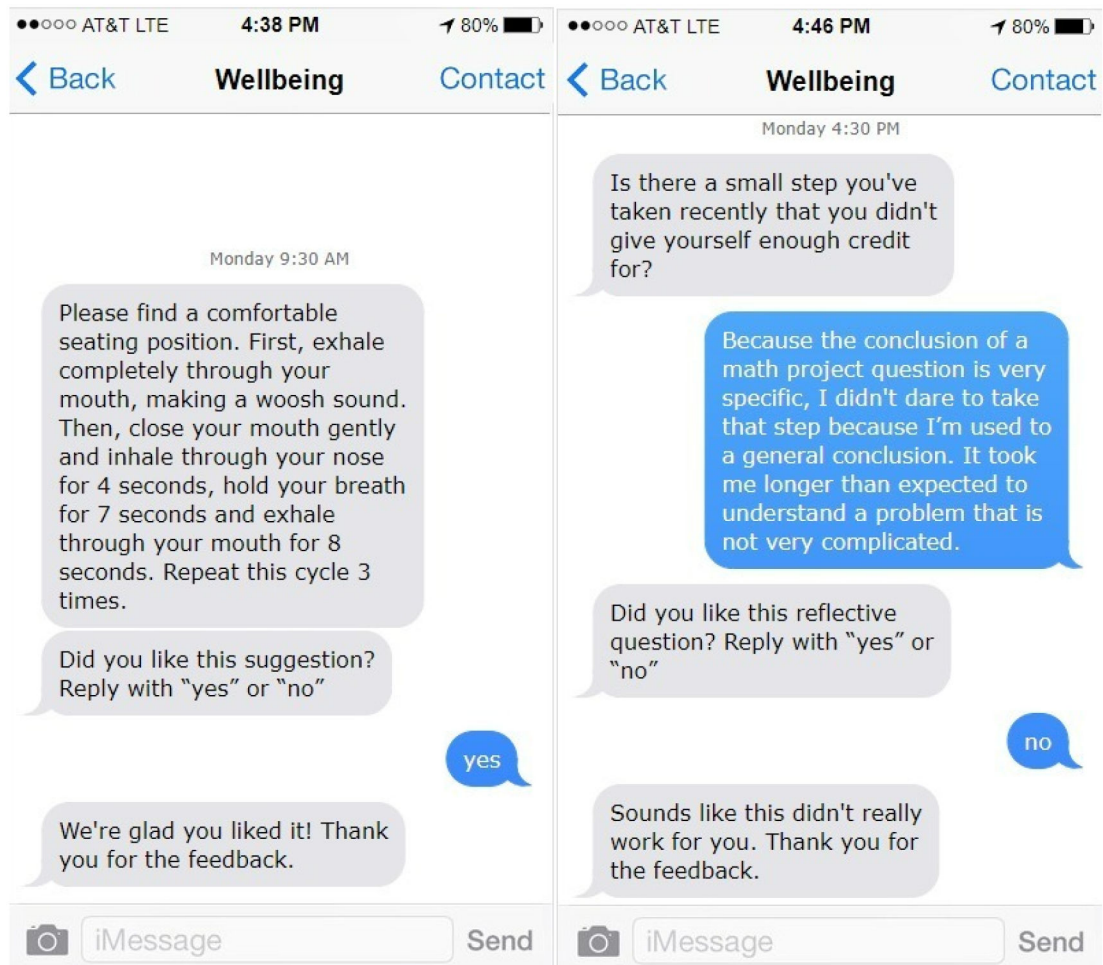 ●●○○○ AT&T LTE 4:38 PM 80%
Back Wellbeing Contact
Monday 9:30 AM
Please find a comfortable
seating position. First, exhale
completely through your
mouth, making a woosh sound.
Then, close your mouth gently
and inhale through your nose
for 4 seconds, hold your breath
for 7 seconds and exhale
through your mouth for 8
seconds. Repeat this cycle 3
times.
Did you like this suggestion?
Reply with “yes” or “no”
yes
We're glad you liked it! Thank
you for the feedback.
iMessage Send
●●○○○ AT&T LTE 4:46 PM 80%
Back Wellbeing Contact
Monday 4:30 PM
Is there a small step you've
taken recently that you didn't
give yourself enough credit
for?
Because the conclusion of a
math project question is very
specific, I didn't dare to take
that step because I’m used to
a general conclusion. It took
me longer than expected to
understand a problem that is
not very complicated.
Did you like this reflective
question? Reply with “yes” or
“no”
no
Sounds like this didn't really
work for you. Thank you for
the feedback.
iMessage Send